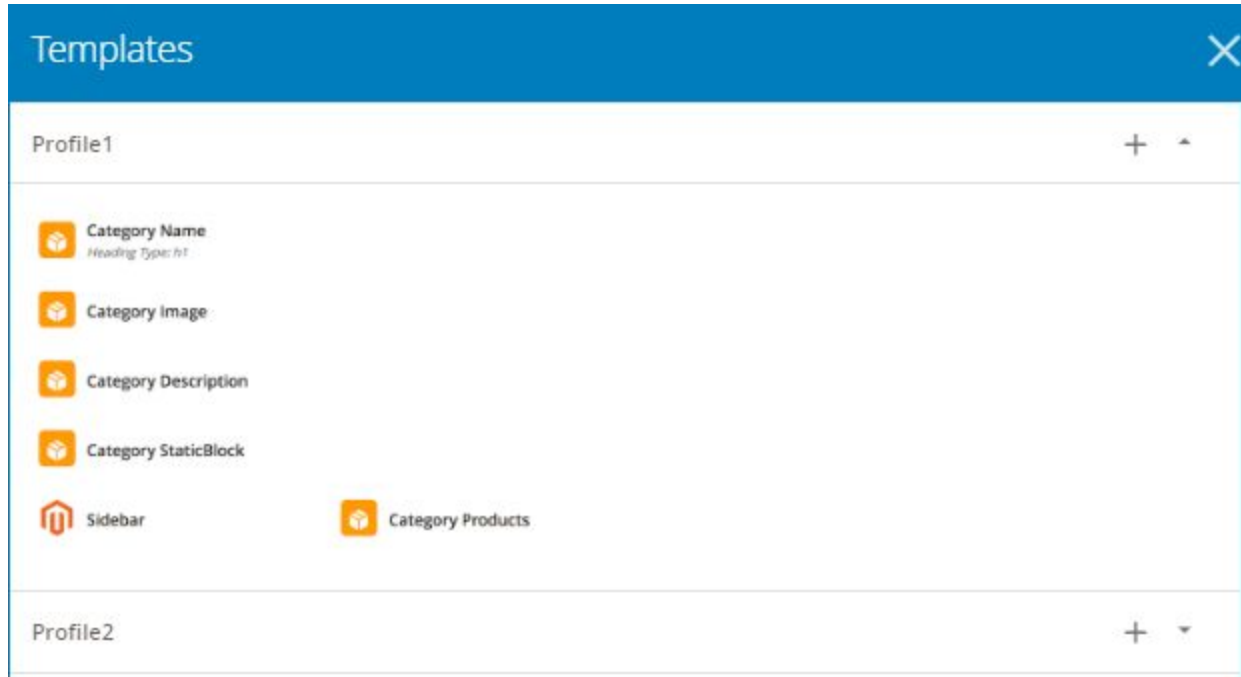 Templates
Profile1
Category Name
Heading Type: h1
Category Image
Category Description
Category StaticBlock
Sidebar Category Products
Profile2